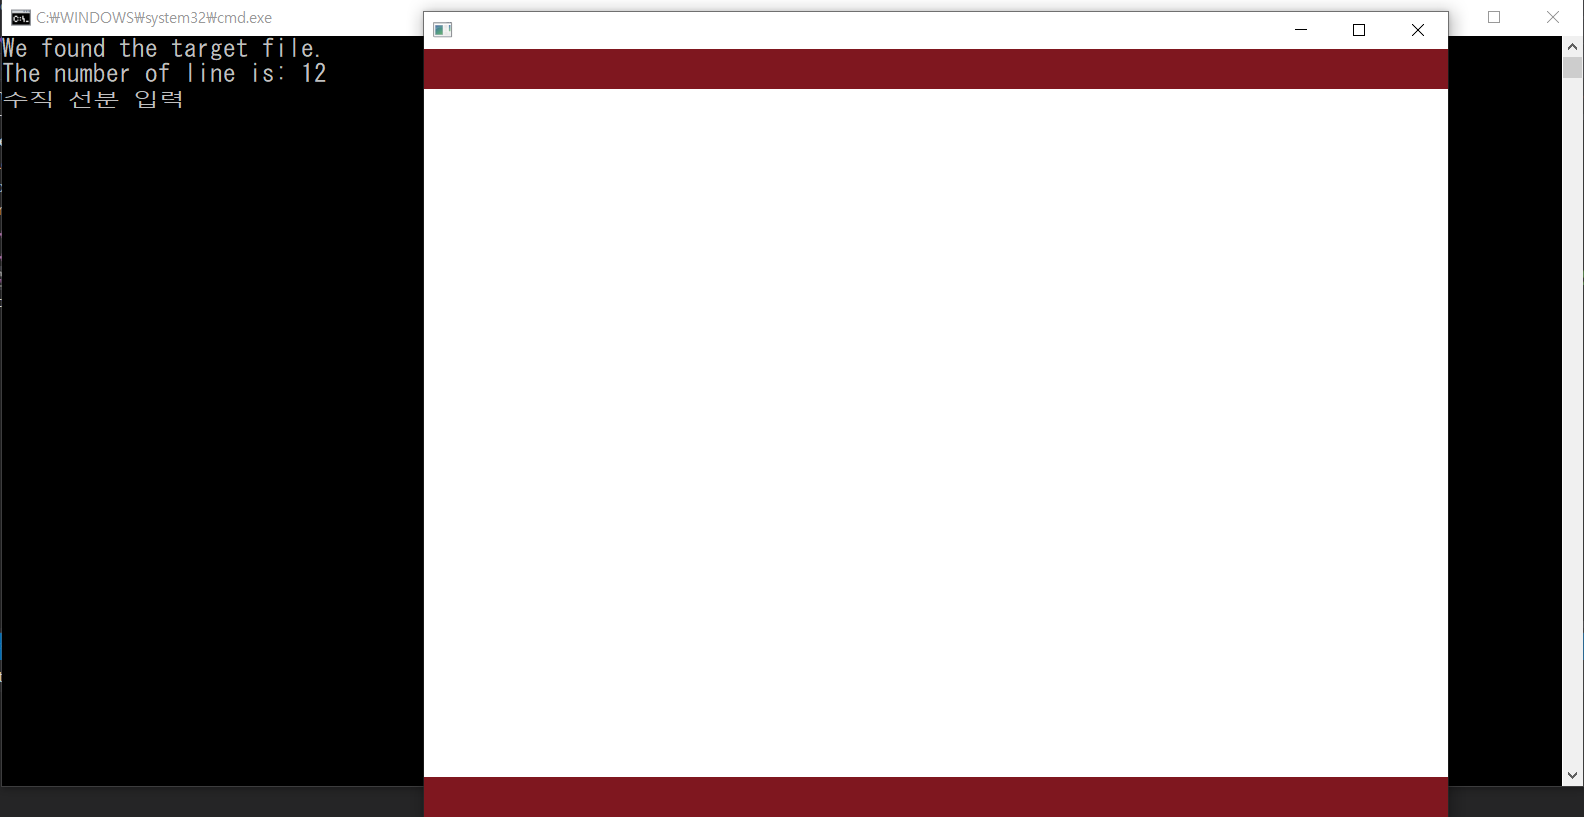 C:₩WINDOWS₩system32₩cmd.exe
We found the target file.
The number of line is: 12
수직 선분 입력